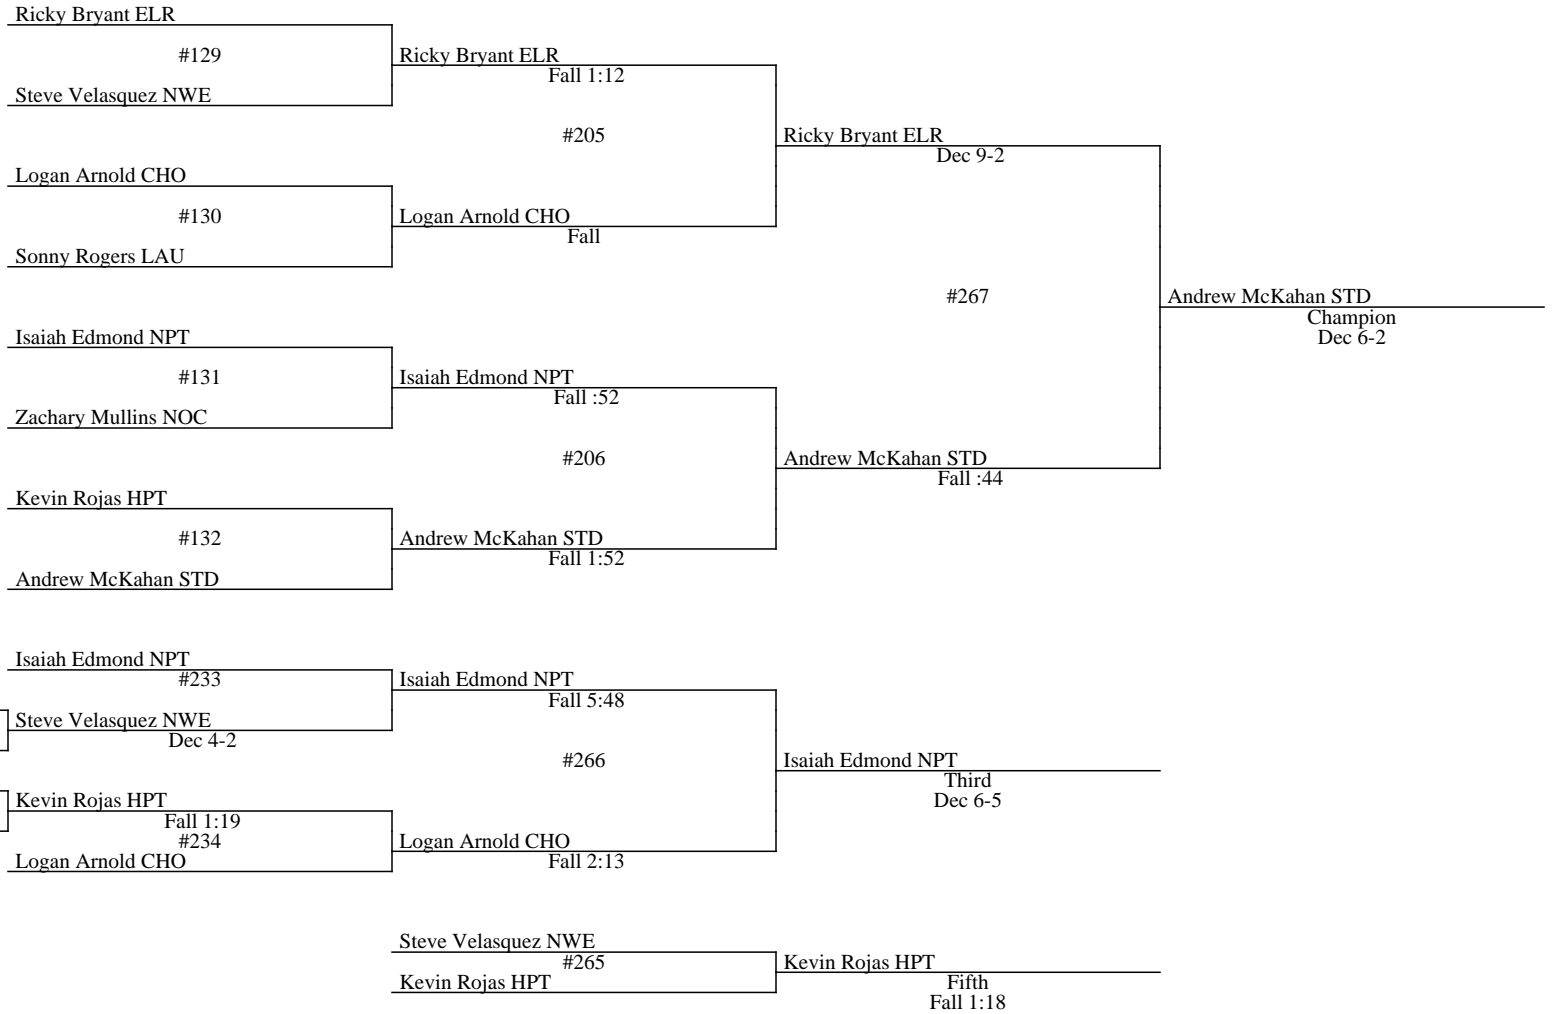 Ricky Bryant ELR
#129
Ricky Bryant ELR
Fall 1:12
Steve Velasquez NWE
#205
Ricky Bryant ELR
Dec 9-2
Logan Arnold CHO
#130
Logan Arnold CHO
Fall
Sonny Rogers LAU
#267
Andrew McKahan STD
Champion
Dec 6-2
Isaiah Edmond NPT
#131
Isaiah Edmond NPT
Fall :52
Zachary Mullins NOC
#206
Andrew McKahan STD
Fall :44
Kevin Rojas HPT
#132
Andrew McKahan STD
Fall 1:52
Andrew McKahan STD
Isaiah Edmond NPT
#233
Isaiah Edmond NPT
Fall 5:48
Steve Velasquez NWE
Dec 4-2
#266
Isaiah Edmond NPT
Third
Dec 6-5
Kevin Rojas HPT
Fall 1:19
#234
Logan Arnold CHO
Fall 2:13
Logan Arnold CHO
Steve Velasquez NWE
#265
Kevin Rojas HPT
Kevin Rojas HPT
Fifth
Fall 1:18